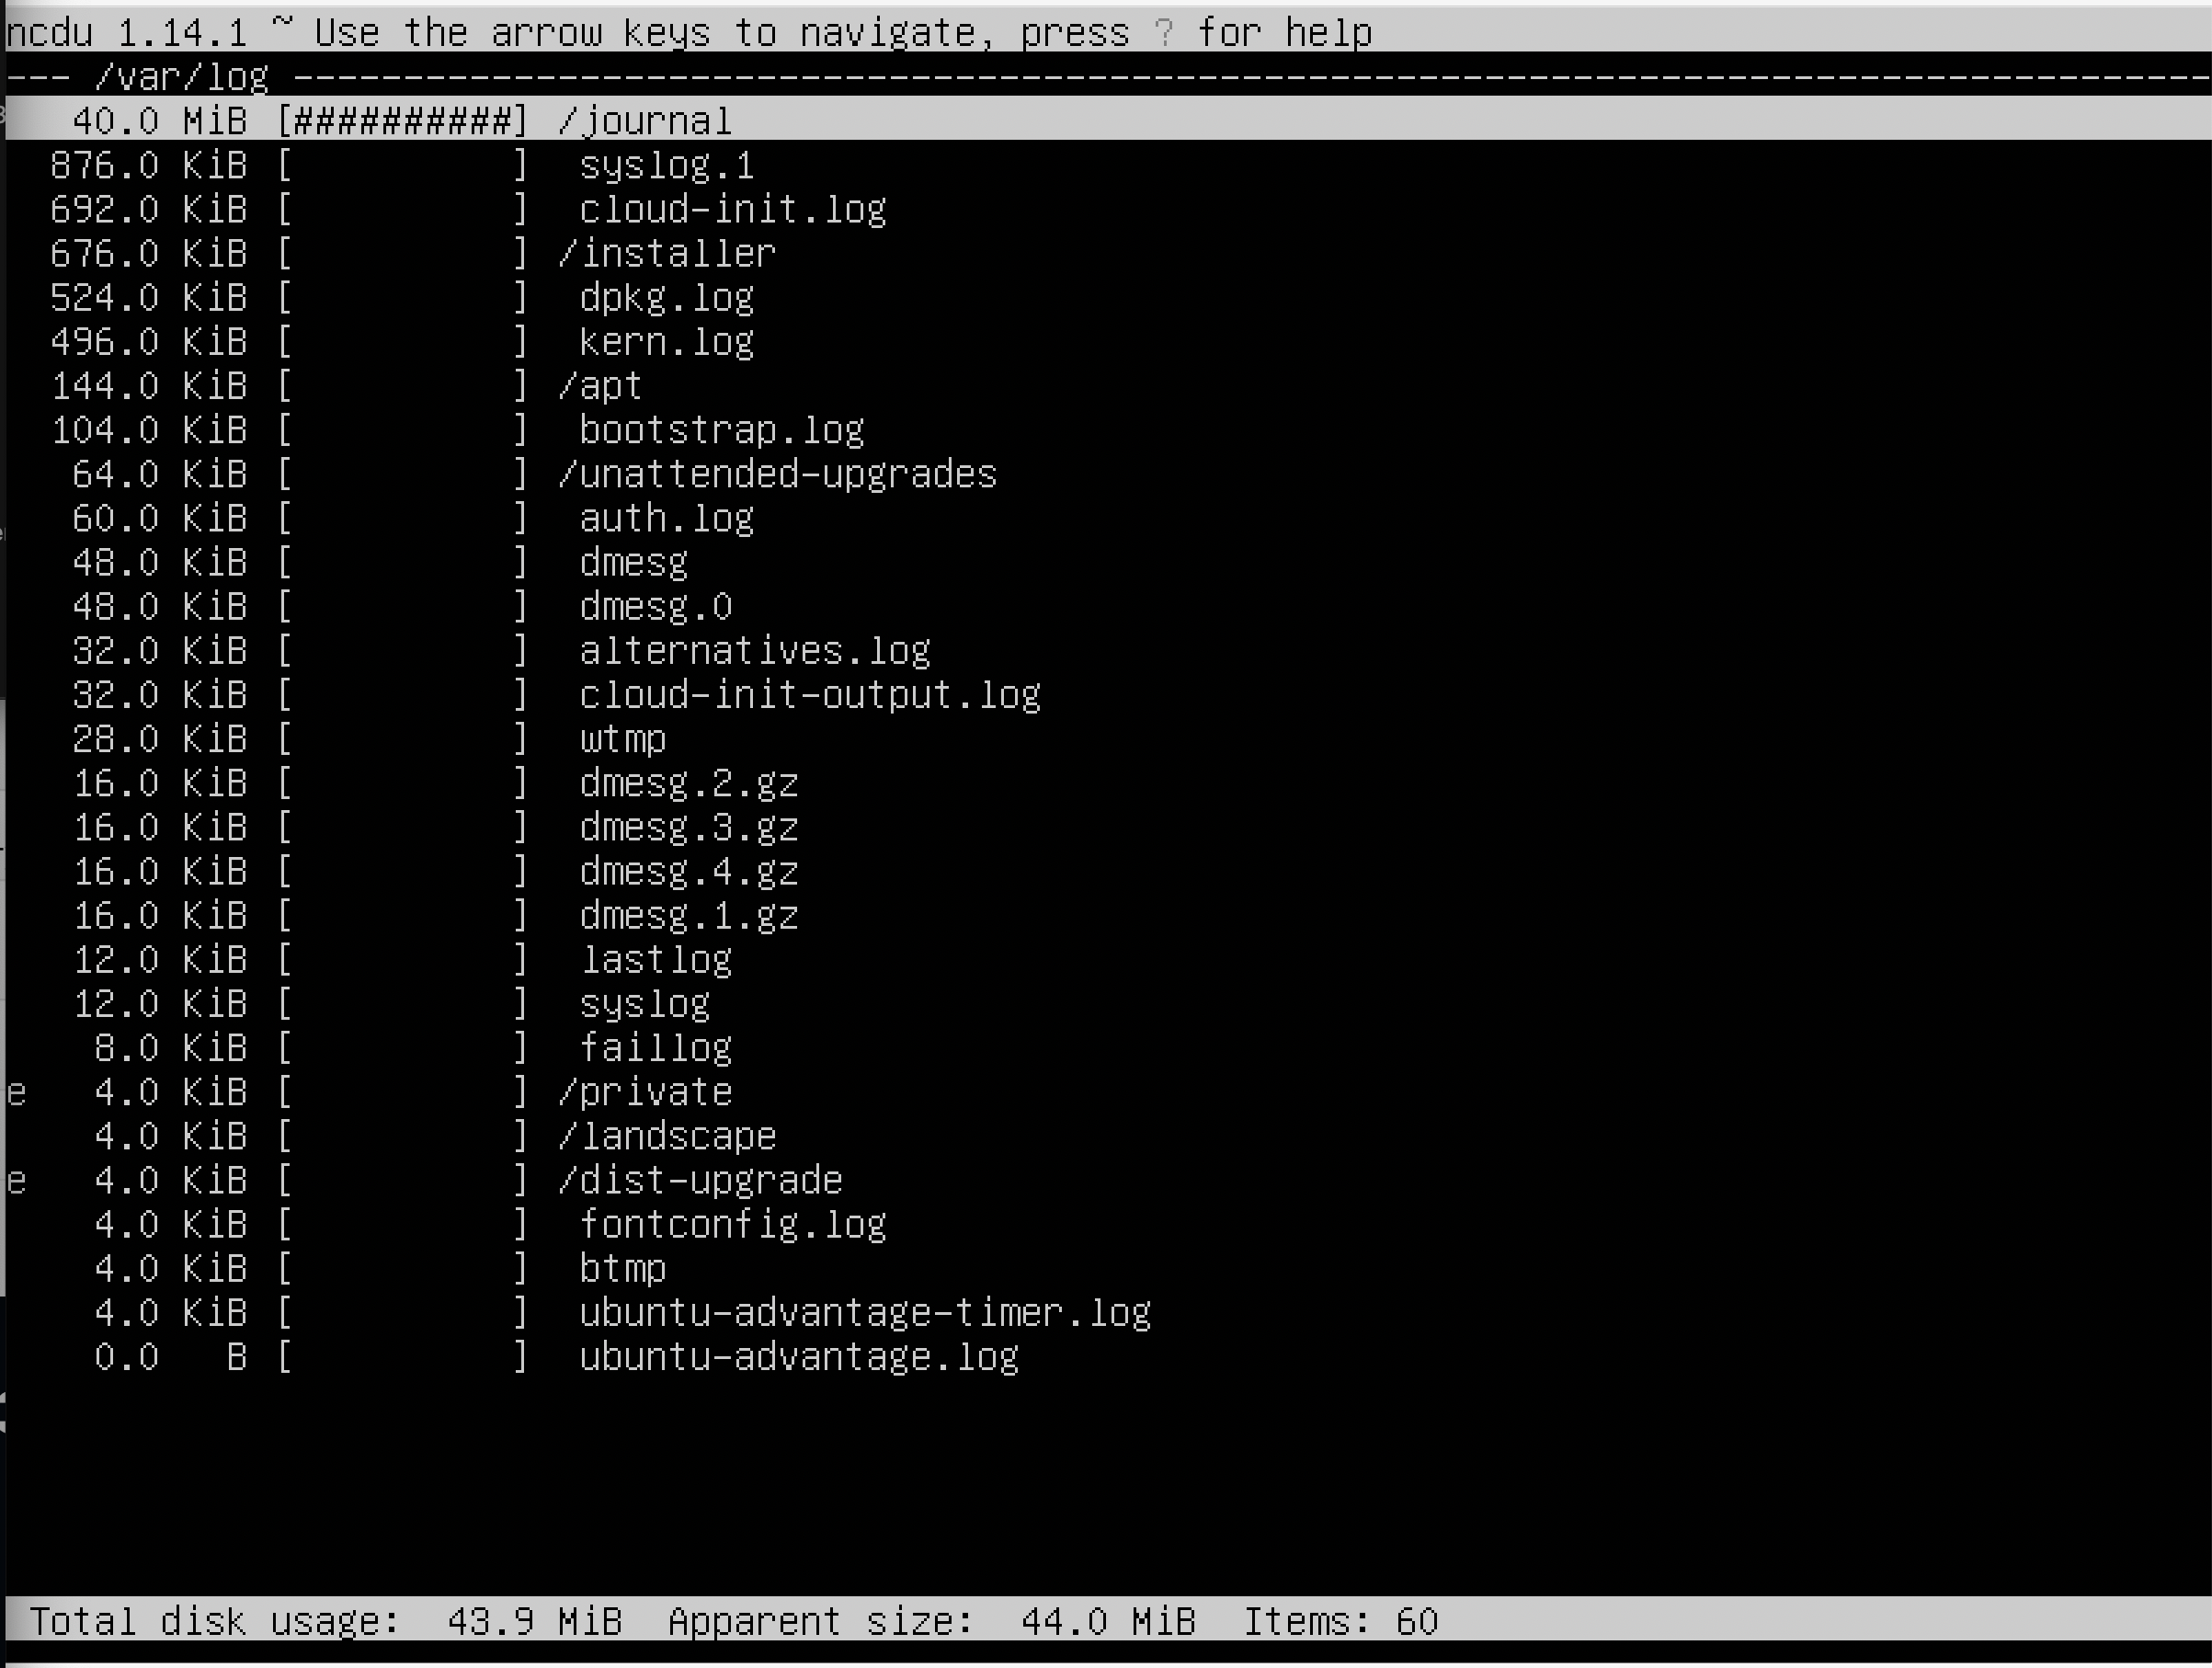 ncdu 1.14.1 ~ Use the arrow keys to navigate, press ? for help
--- /var/log ---------------------------------------------------------------------------------------
   40.0 MiB [##########] /journal
  876.0 KiB [          ]  syslog.1
  692.0 KiB [          ]  cloud-init.log
  676.0 KiB [          ] /installer
  524.0 KiB [          ]  dpkg.log
  496.0 KiB [          ]  kern.log
  144.0 KiB [          ] /apt
  104.0 KiB [          ]  bootstrap.log
   64.0 KiB [          ] /unattended-upgrades
   60.0 KiB [          ]  auth.log
   48.0 KiB [          ]  dmesg
   48.0 KiB [          ]  dmesg.0
   32.0 KiB [          ]  alternatives.log
   32.0 KiB [          ]  cloud-init-output.log
   28.0 KiB [          ]  wtmp
   16.0 KiB [          ]  dmesg.2.gz
   16.0 KiB [          ]  dmesg.3.gz
   16.0 KiB [          ]  dmesg.4.gz
   16.0 KiB [          ]  dmesg.1.gz
   12.0 KiB [          ]  lastlog
   12.0 KiB [          ]  syslog
    8.0 KiB [          ]  faillog
e   4.0 KiB [          ] /private
    4.0 KiB [          ] /landscape
e   4.0 KiB [          ] /dist-upgrade
    4.0 KiB [          ]  fontconfig.log
    4.0 KiB [          ]  btmp
    4.0 KiB [          ]  ubuntu-advantage-timer.log
    0.0   B [          ]  ubuntu-advantage.log
 Total disk usage:  43.9 MiB  Apparent size:  44.0 MiB  Items: 60